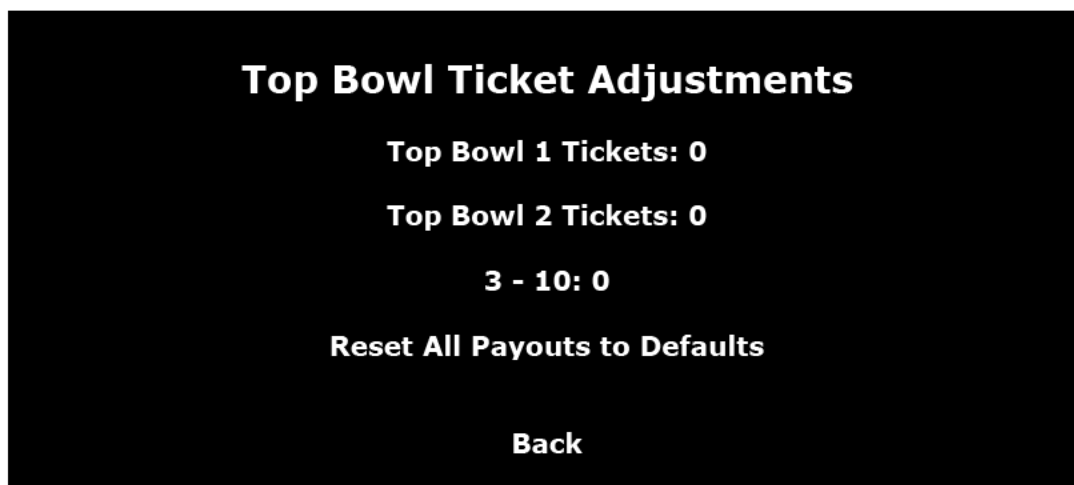 Top Bowl Ticket Adjustments
Top Bowl 1 Tickets: 0
Top Bowl 2 Tickets: 0
3 - 10: 0
Reset All Payouts to Defaults
Back